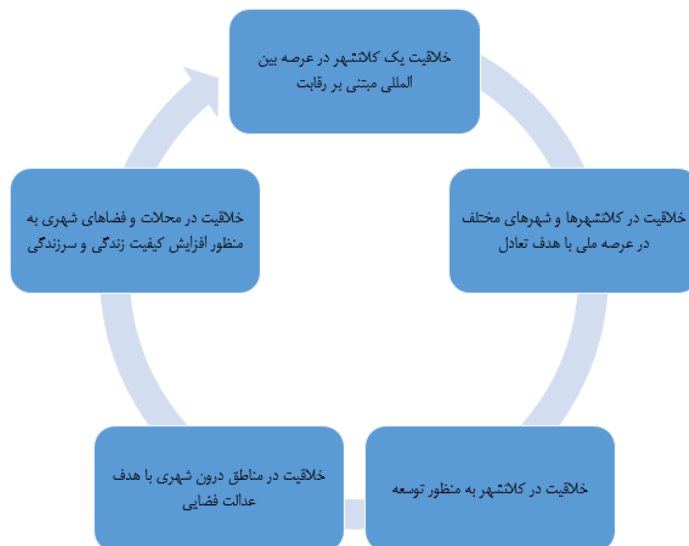 خلاقیت یک کلانشهر در عرصه بین
المللی مبتنی بر رقابت
خلاقیت در کلانشهرها و شهرهای مختلف
در عرصه ملی با هدف تعادل
خلاقیت در کلانشهر به منظور توسعه
خلاقیت در مناطق درون شهری با هدف
عدالت فضایی
خلاقیت در محلات و فضاهای شهری به
منظور افزایش کیفیت زندگی و سرزندگی